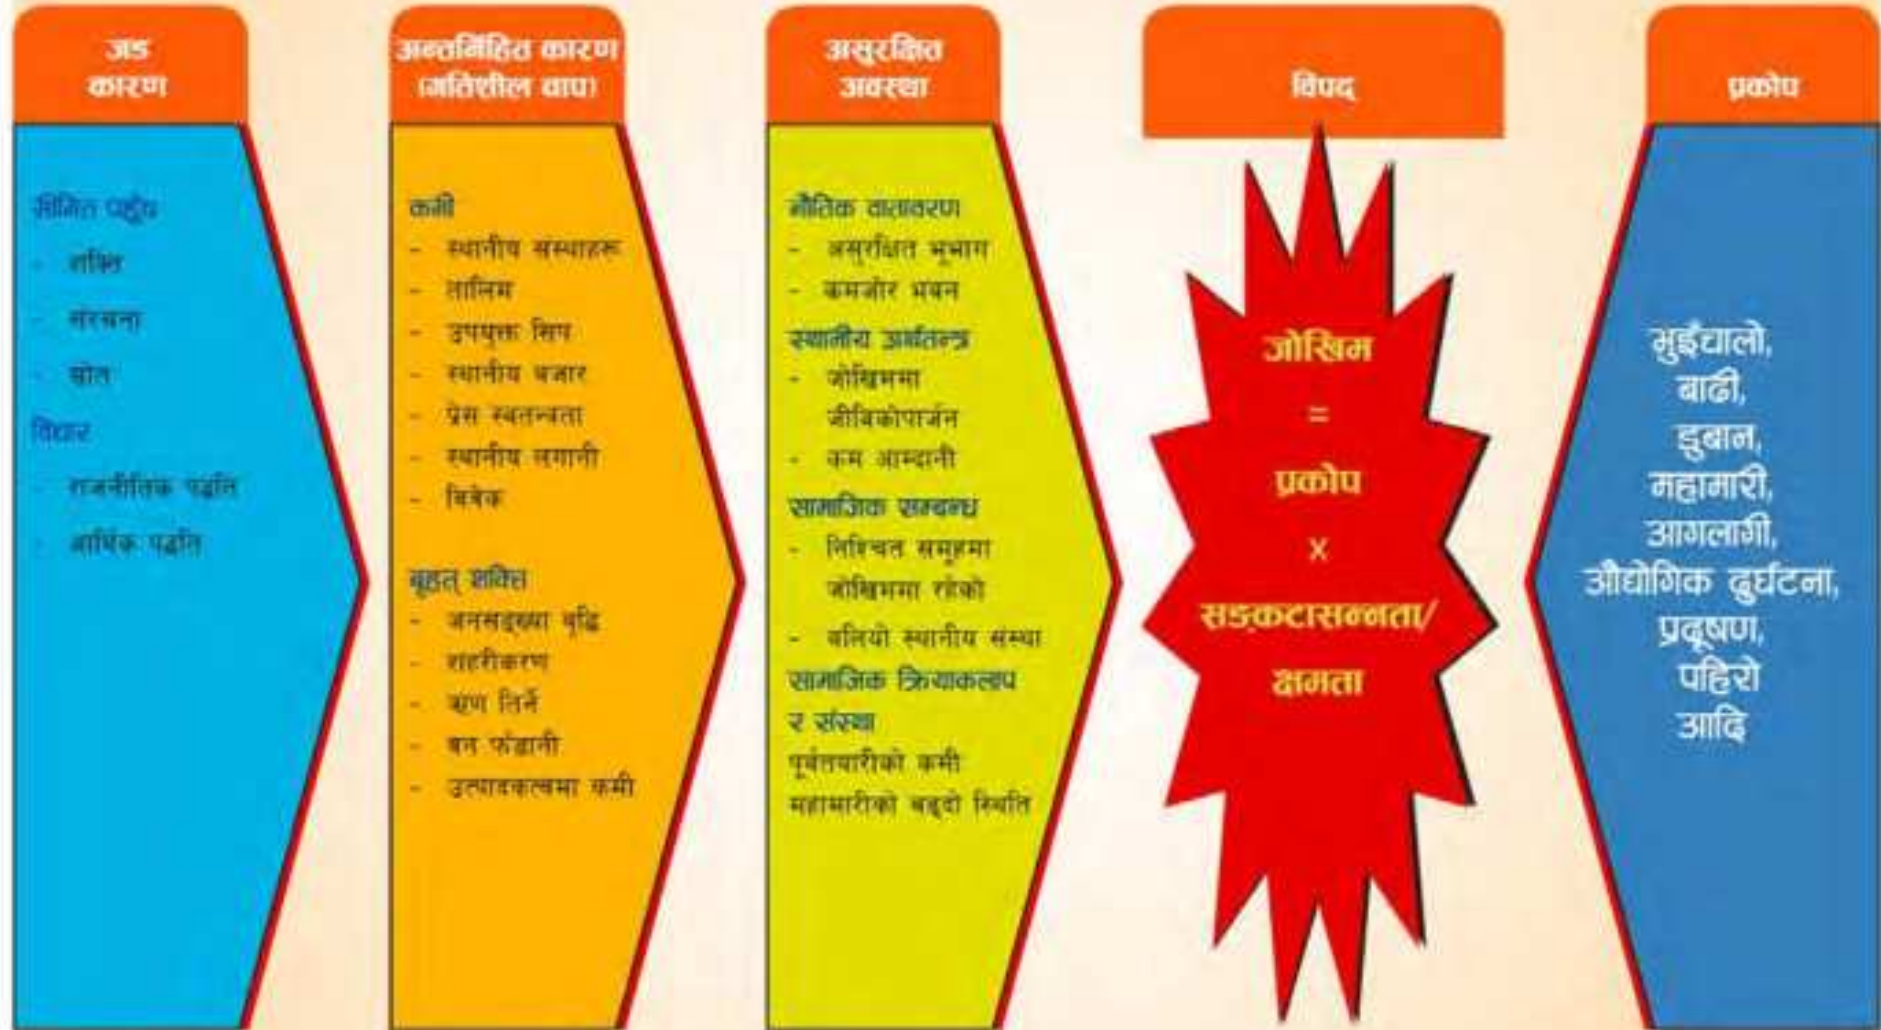 जड
कारण
सीमित पहुँच
- शक्ति
- संरचना
- स्रोत
विचार
- राजनीतिक पद्धति
- आर्थिक पद्धति
अन्तर्निहित कारण
(गतिशील चाप)
कमी
- स्थानीय संस्थाहरू
- तालिम
- उपयुक्त सिप
- स्थानीय बजार
- प्रेस स्वतन्त्रता
- स्थानीय लगानी
- विवेक
बृहत् शक्ति
- जनसङ्ख्या वृद्धि
- शहरीकरण
- ऋण तिर्ने
- वन फंडानी
- उत्पादकत्वमा कमी
असुरक्षित
अवस्था
भौतिक वातावरण
- असुरक्षित भूभाग
- कमजोर भवन
स्थानीय अर्थतन्त्र
- जोखिममा
जीविकोपार्जन
- कम आम्दानी
सामाजिक सम्बन्ध
- निश्चित समूहमा
जोखिममा रहेको
- बलियो स्थानीय संस्था
सामाजिक क्रियाकलाप
र संस्था
पूर्वतयारीको कमी
महामारीको बढ्दो स्थिति
विपद्
जोखिम
=
प्रकोप
x
सङ्कटासन्नता/
क्षमता
प्रकोप
भुइँचालो,
बाढी,
डुबान,
महामारी,
आगलागी,
औद्योगिक दुर्घटना,
प्रदूषण,
पहिरो
आदि